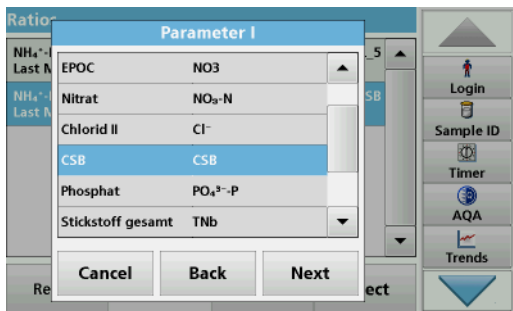 Ratios
Parameter I
NH₄⁺-
Last
_5
NH₄⁺-
Last
SB
EPOC NO3
Nitrat NO₃-N
Chlorid II Cl⁻
CSB CSB
Phosphat PO₄³⁻-P
Stickstoff gesamt TNb
Cancel Back Next
Re
ect
Login
Sample ID
Timer
AQA
Trends